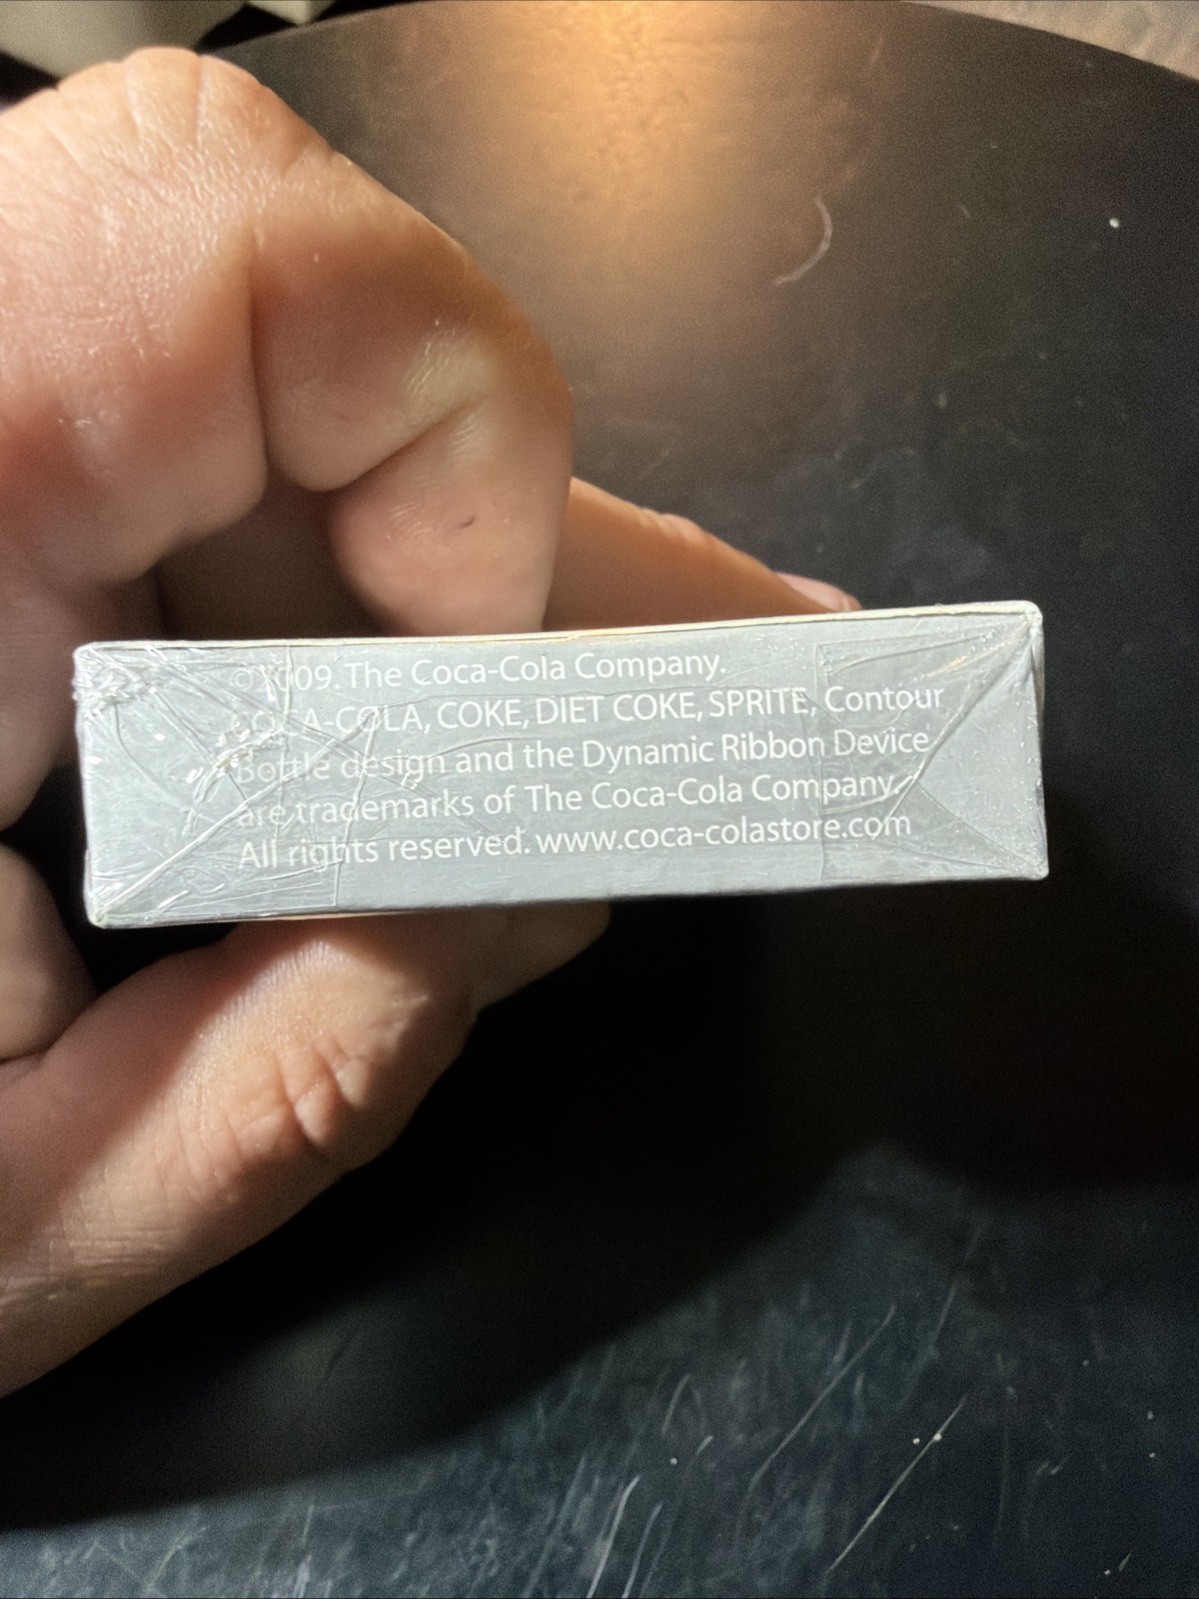 ©2009. The Coca-Cola Company.
COCA-COLA, COKE, DIET COKE, SPRITE, Contour
Bottle design and the Dynamic Ribbon Device
are trademarks of The Coca-Cola Company.
All rights reserved. www.coca-colastore.com